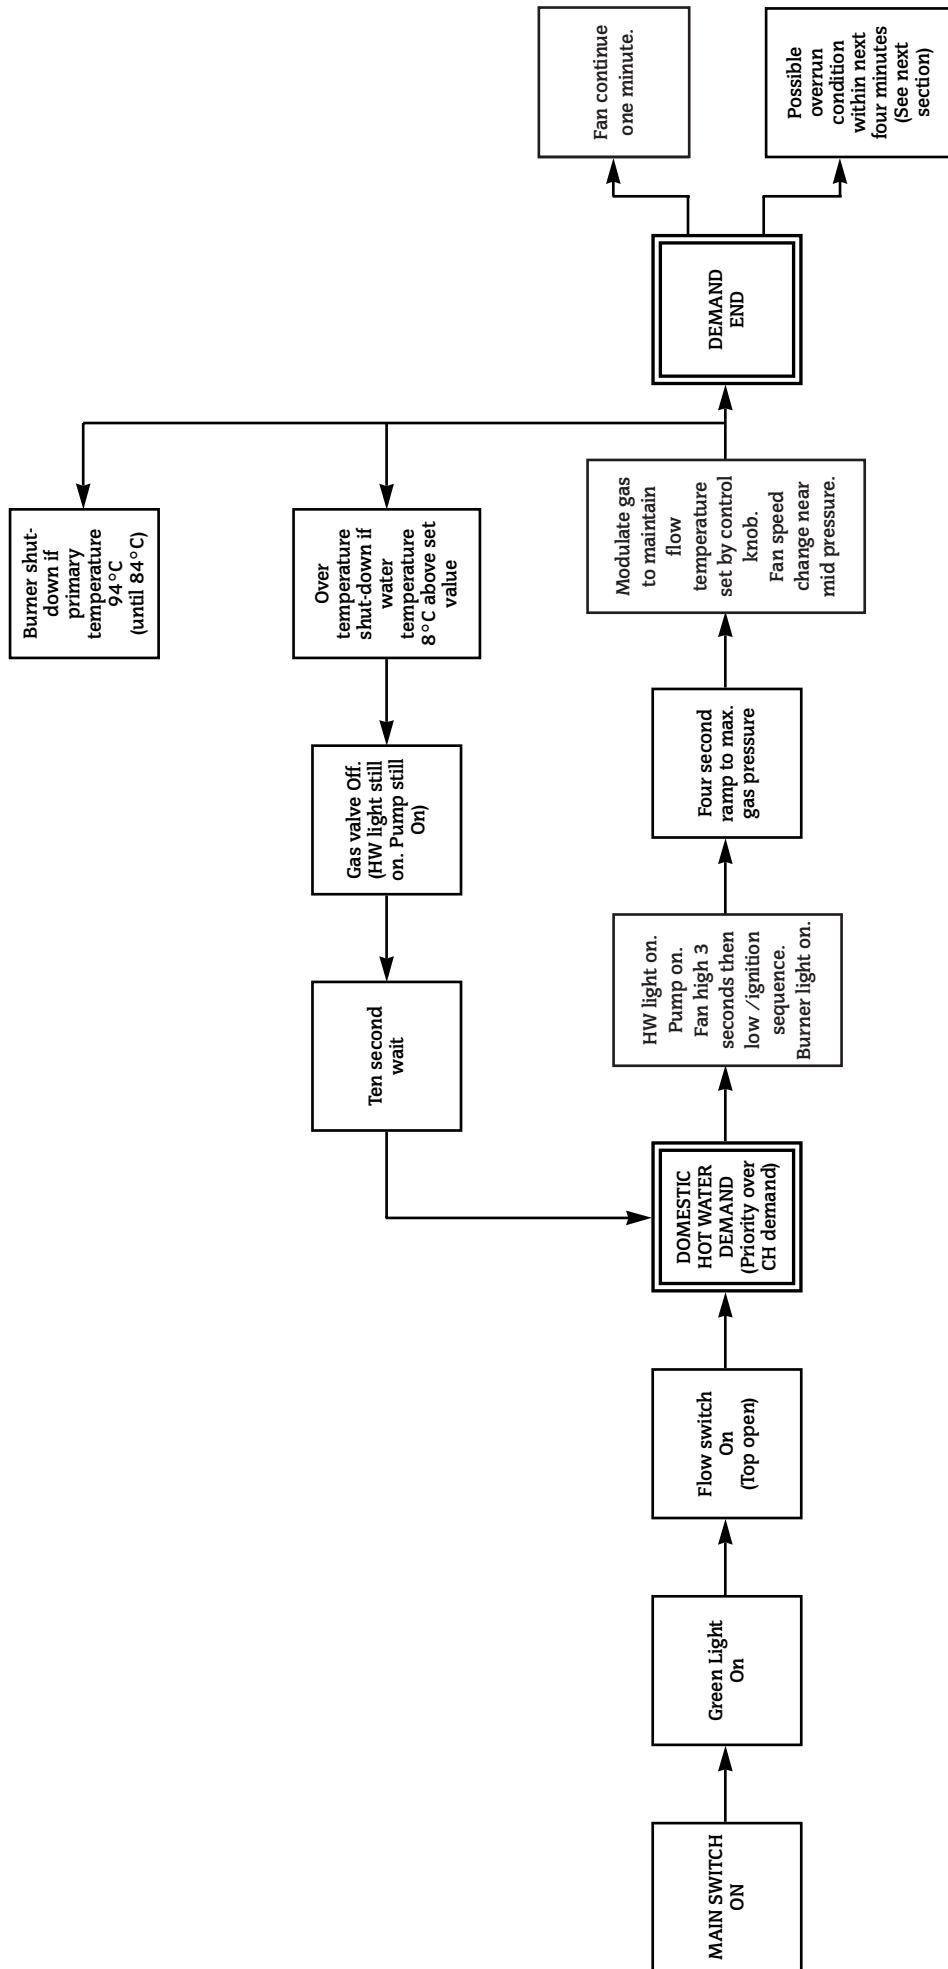 MAIN SWITCH
ON
Green Light
On
Flow switch
On
(Top open)
DOMESTIC
HOT WATER
DEMAND
(Priority over
CH demand)
HW light on.
Pump on.
Fan high 3
seconds then
low /ignition
sequence.
Burner light on.
Four second
ramp to max.
gas pressure
Modulate gas
to maintain
flow
temperature
set by control
knob.
Fan speed
change near
mid pressure.
DEMAND
END
Fan continue
one minute.
Possible
overrun
condition
within next
four minutes
(See next
section)
Burner shut-
down if
primary
temperature
94°C
(until 84°C)
Over
temperature
shut-down if
water
temperature
8°C above set
value
Gas valve Off.
(HW light still
on. Pump still
On)
Ten second
wait